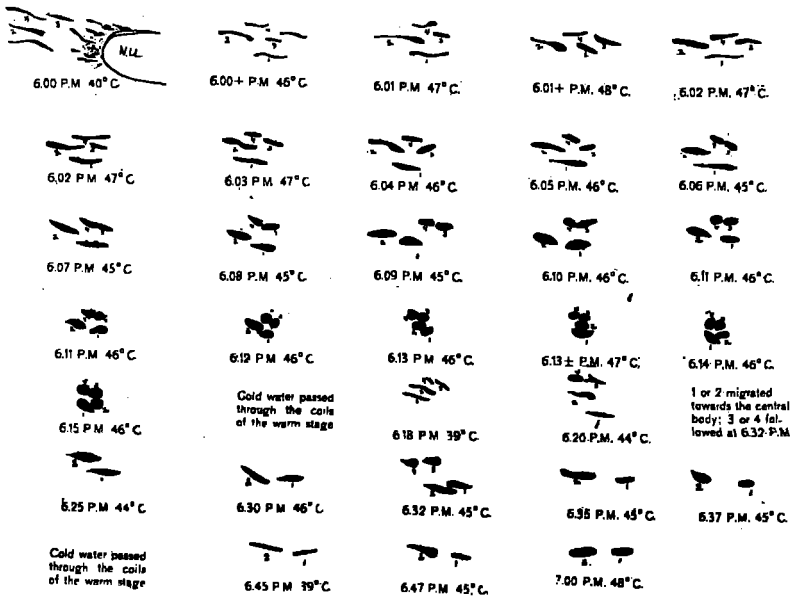 N.U.
6.00 P.M 40° C.
6.00+ P.M 46° C.
6.01 P.M 47° C.
6.01+ P.M. 48° C.
6.02 P.M. 47° C.
6.02 P M 47° C
6.03 P M 47° C
6.04 P.M 46° C.
6.05 P.M. 46° C.
6.06 P.M. 45° C.
6.07 P.M 45° C.
6.08 P.M 45° C.
6.09 P.M 45° C.
6.10 P.M. 46° C.
6.11 P.M. 46° C.
6.11 P.M 46° C.
6.12 P.M 46° C
6.13 P.M 46° C.
6.13± P.M. 47° C.
6.14 P.M. 46° C.
6.15 P.M 46° C
Cold water passed
through the coils
of the warm stage
6.18 P.M 39° C.
6.20 P.M. 44° C.
1 or 2 migrated
towards the central
body; 3 or 4 fol-
lowed at 6.32 P.M
6.25 P.M 44° C
6.30 P M 46° C
6.32 P.M. 45° C.
6.35 P.M. 45° C.
6.37 P.M. 45° C.
Cold water passed
through the coils
of the warm stage
6.45 P M 39° C
6.47 P.M 45° C.
7.00 P.M. 48° C.